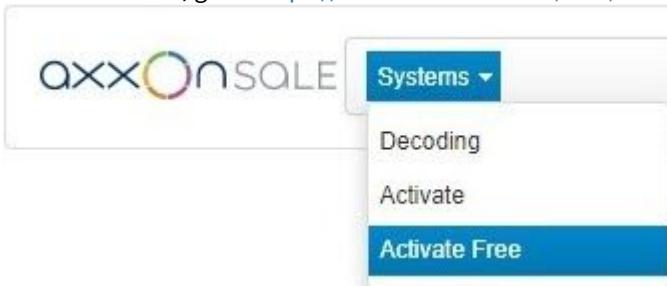 axxonsale
Systems
Decoding
Activate
Activate Free